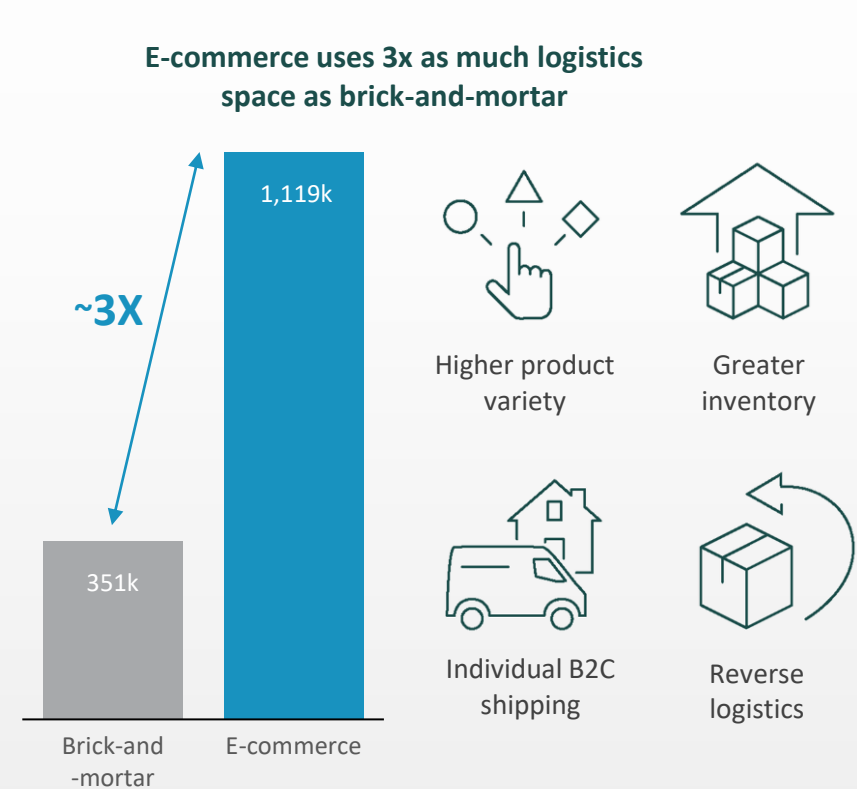 E-commerce uses 3x as much logistics
space as brick-and-mortar
1,119k
~3X
351k
Brick-and
-mortar
E-commerce
Higher product
variety
Greater
inventory
Individual B2C
shipping
Reverse
logistics